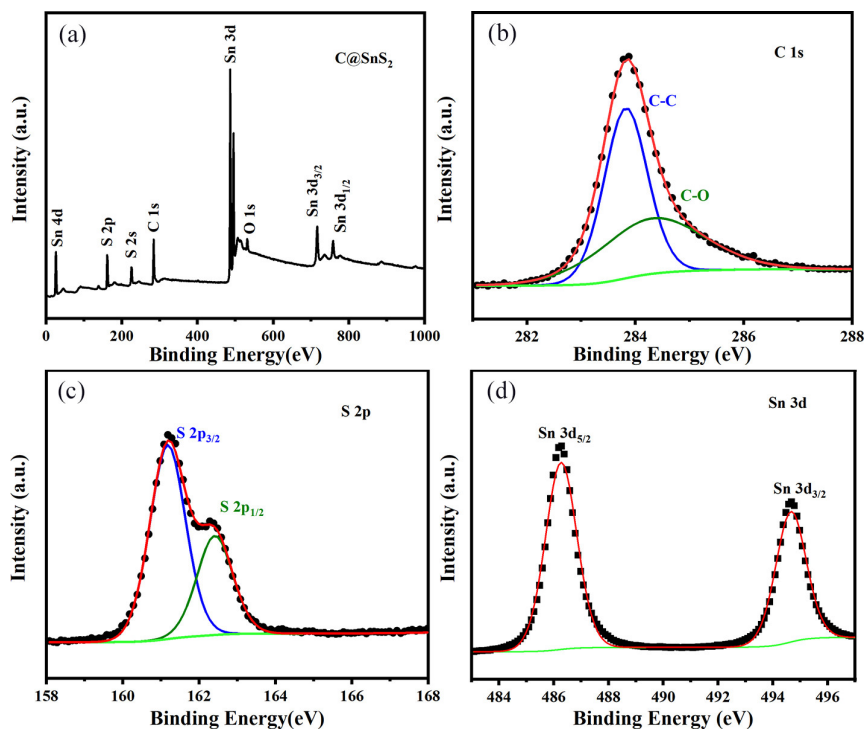 (a)
C@SnS₂
Sn 4d
S 2p
S 2s
C 1s
Sn 3d
O 1s
Sn 3d₃/₂
Sn 3d₁/₂
Intensity (a.u.)
0 200 400 600 800 1000
Binding Energy(eV)
(b)
C 1s
C-C
C-O
Intensity (a.u.)
282 284 286 288
Binding Energy (eV)
(c)
S 2p
S 2p₃/₂
S 2p₁/₂
Intensity (a.u.)
158 160 162 164 166 168
Binding Energy(eV)
(d)
Sn 3d
Sn 3d₅/₂
Sn 3d₃/₂
Intensity (a.u.)
484 486 488 490 492 494 496
Binding Energy (eV)